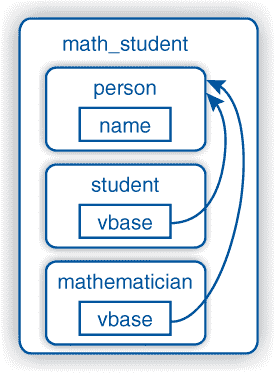 math_student
person
name
student
vbase
mathematician
vbase